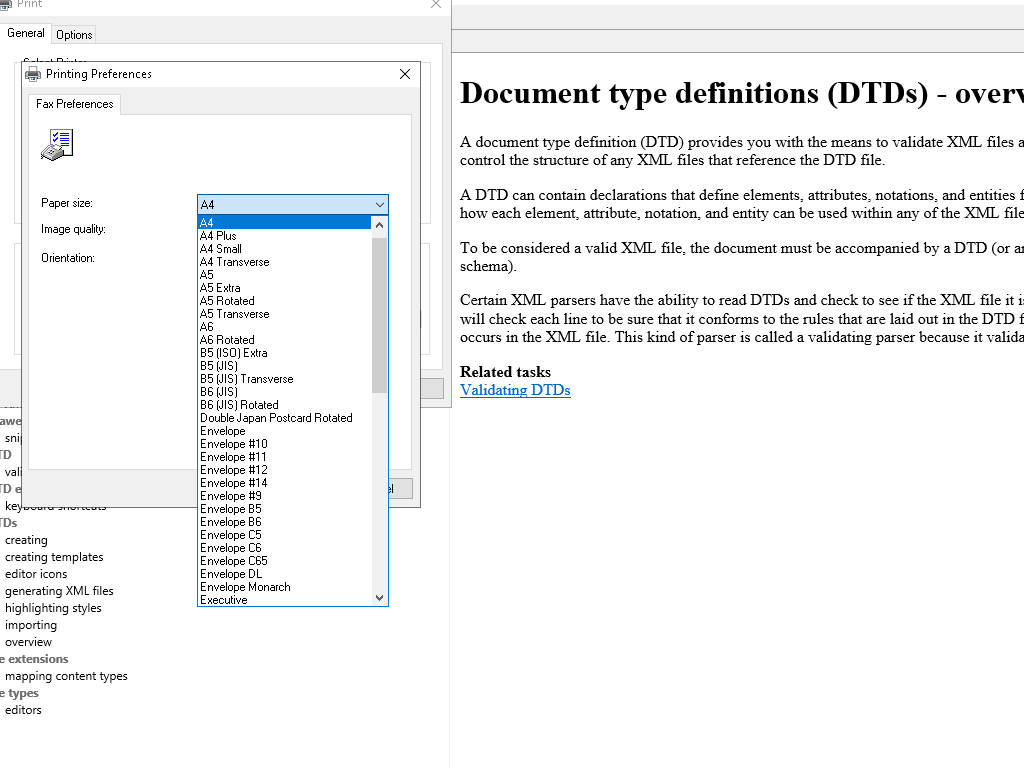 Print
General
Options
Select Printer
Printing Preferences
Fax Preferences
Paper size:
A4
Image quality:
Orientation:
A4
A4 Plus
A4 Small
A4 Transverse
A5
A5 Extra
A5 Rotated
A5 Transverse
A6
A6 Rotated
B5 (ISO) Extra
B5 (JIS)
B5 (JIS) Transverse
B6 (JIS)
B6 (JIS) Rotated
Double Japan Postcard Rotated
Envelope
Envelope #10
Envelope #11
Envelope #12
Envelope #14
Envelope #9
Envelope B5
Envelope B6
Envelope C5
Envelope C6
Envelope C65
Envelope DL
Envelope Monarch
Executive
keyboard shortcuts
TDs
creating
creating templates
editor icons
generating XML files
highlighting styles
importing
overview
e extensions
mapping content types
e types
editors
Document type definitions (DTDs) - overv
A document type definition (DTD) provides you with the means to validate XML files a
control the structure of any XML files that reference the DTD file.
A DTD can contain declarations that define elements, attributes, notations, and entities f
how each element, attribute, notation, and entity can be used within any of the XML file
To be considered a valid XML file, the document must be accompanied by a DTD (or an
schema).
Certain XML parsers have the ability to read DTDs and check to see if the XML file it is
will check each line to be sure that it conforms to the rules that are laid out in the DTD f
occurs in the XML file. This kind of parser is called a validating parser because it valida
Related tasks
Validating DTDs